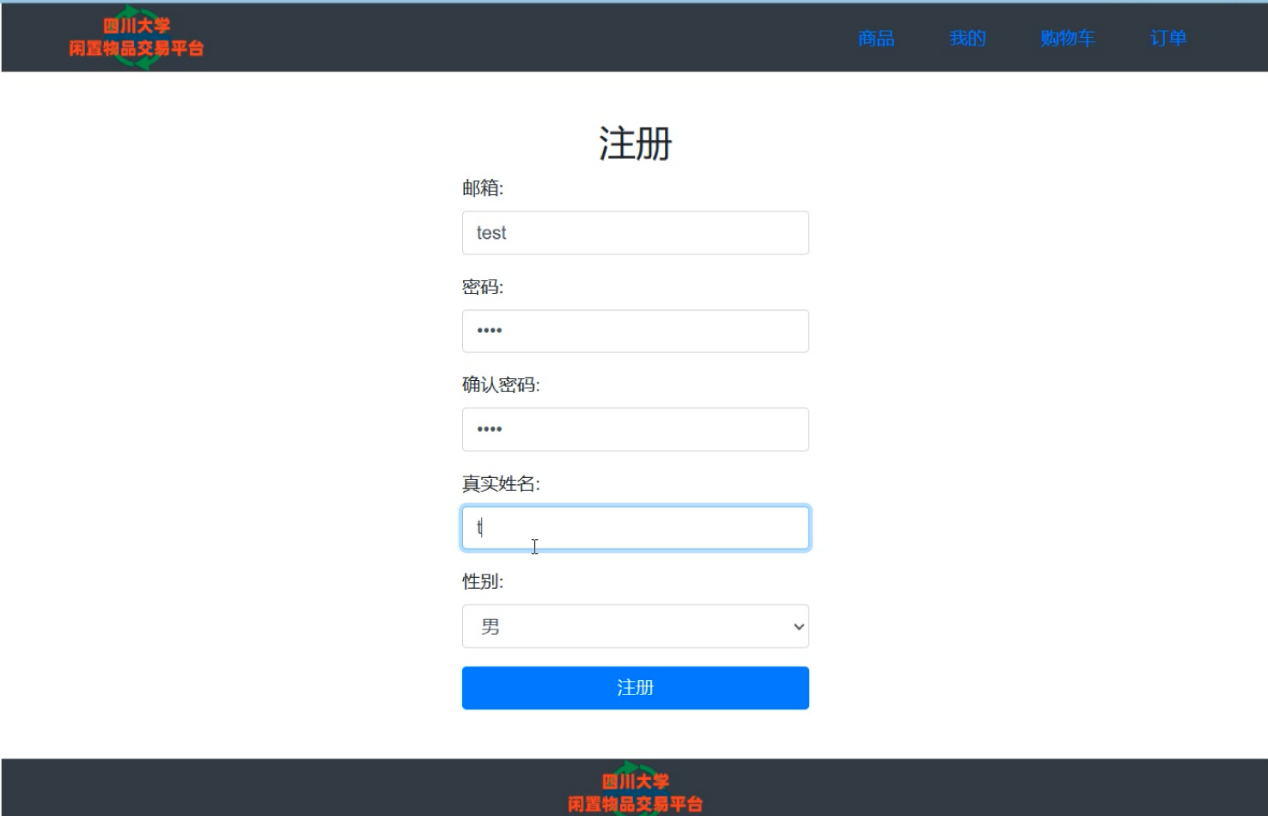 四川大学
闲置物品交易平台
商品 我的 购物车 订单
注册
邮箱:
test
密码:
••••
确认密码:
••••
真实姓名:
t
性别:
男
注册
四川大学
闲置物品交易平台